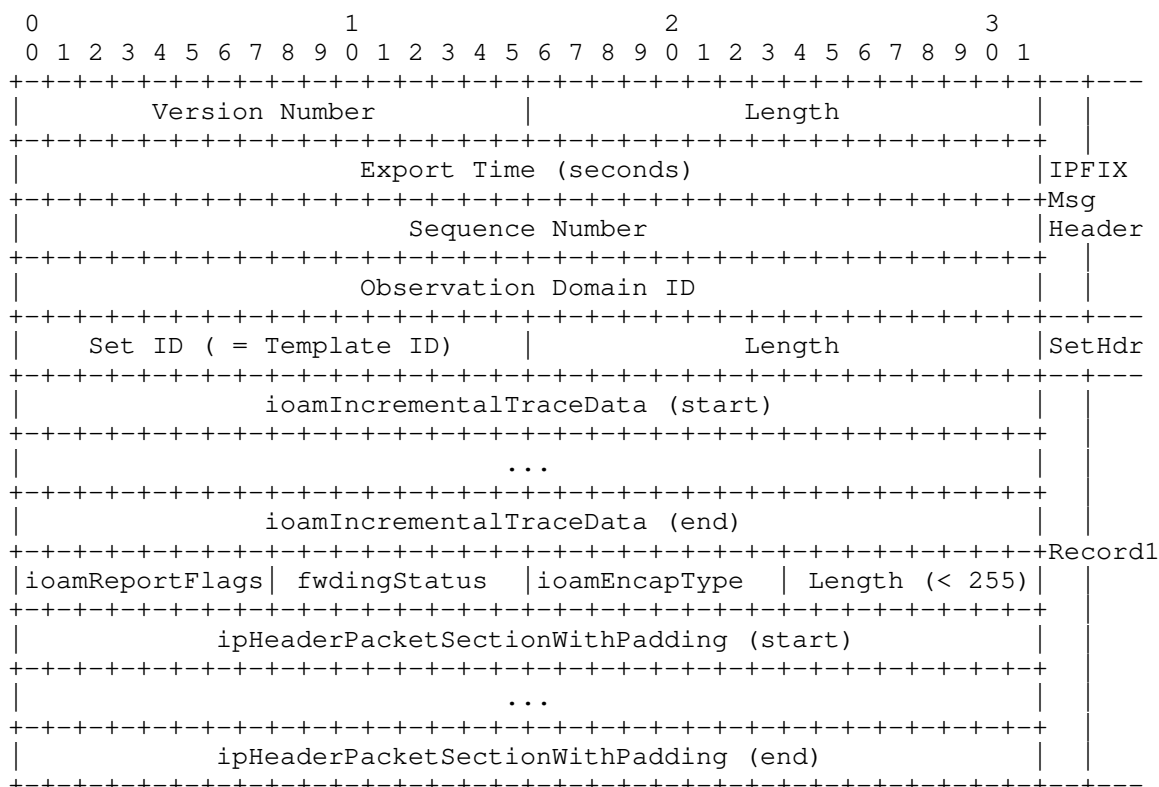 0                   1                   2                   3
 0 1 2 3 4 5 6 7 8 9 0 1 2 3 4 5 6 7 8 9 0 1 2 3 4 5 6 7 8 9 0 1
+-+-+-+-+-+-+-+-+-+-+-+-+-+-+-+-+-+-+-+-+-+-+-+-+-+-+-+-+-+-+-+-+--+---
|        Version Number         |             Length            |  |
+-+-+-+-+-+-+-+-+-+-+-+-+-+-+-+-+-+-+-+-+-+-+-+-+-+-+-+-+-+-+-+-+  |
|                     Export Time (seconds)                     |IPFIX
+-+-+-+-+-+-+-+-+-+-+-+-+-+-+-+-+-+-+-+-+-+-+-+-+-+-+-+-+-+-+-+-+Msg
|                        Sequence Number                        |Header
+-+-+-+-+-+-+-+-+-+-+-+-+-+-+-+-+-+-+-+-+-+-+-+-+-+-+-+-+-+-+-+-+  |
|                     Observation Domain ID                     |  |
+-+-+-+-+-+-+-+-+-+-+-+-+-+-+-+-+-+-+-+-+-+-+-+-+-+-+-+-+-+-+-+-+--+---
|    Set ID ( = Template ID)    |             Length            |SetHdr
+-+-+-+-+-+-+-+-+-+-+-+-+-+-+-+-+-+-+-+-+-+-+-+-+-+-+-+-+-+-+-+-+--+---
|               ioamIncrementalTraceData (start)                |  |
+-+-+-+-+-+-+-+-+-+-+-+-+-+-+-+-+-+-+-+-+-+-+-+-+-+-+-+-+-+-+-+-+  |
|                              ...                              |  |
+-+-+-+-+-+-+-+-+-+-+-+-+-+-+-+-+-+-+-+-+-+-+-+-+-+-+-+-+-+-+-+-+  |
|               ioamIncrementalTraceData (end)                  |  |
+-+-+-+-+-+-+-+-+-+-+-+-+-+-+-+-+-+-+-+-+-+-+-+-+-+-+-+-+-+-+-+-+Record1
|ioamReportFlags| fwdingStatus  |ioamEncapType  | Length (< 255)|  |
+-+-+-+-+-+-+-+-+-+-+-+-+-+-+-+-+-+-+-+-+-+-+-+-+-+-+-+-+-+-+-+-+  |
|            ipHeaderPacketSectionWithPadding (start)           |  |
+-+-+-+-+-+-+-+-+-+-+-+-+-+-+-+-+-+-+-+-+-+-+-+-+-+-+-+-+-+-+-+-+  |
|                              ...                              |  |
+-+-+-+-+-+-+-+-+-+-+-+-+-+-+-+-+-+-+-+-+-+-+-+-+-+-+-+-+-+-+-+-+  |
|            ipHeaderPacketSectionWithPadding (end)             |  |
+-+-+-+-+-+-+-+-+-+-+-+-+-+-+-+-+-+-+-+-+-+-+-+-+-+-+-+-+-+-+-+-+--+---